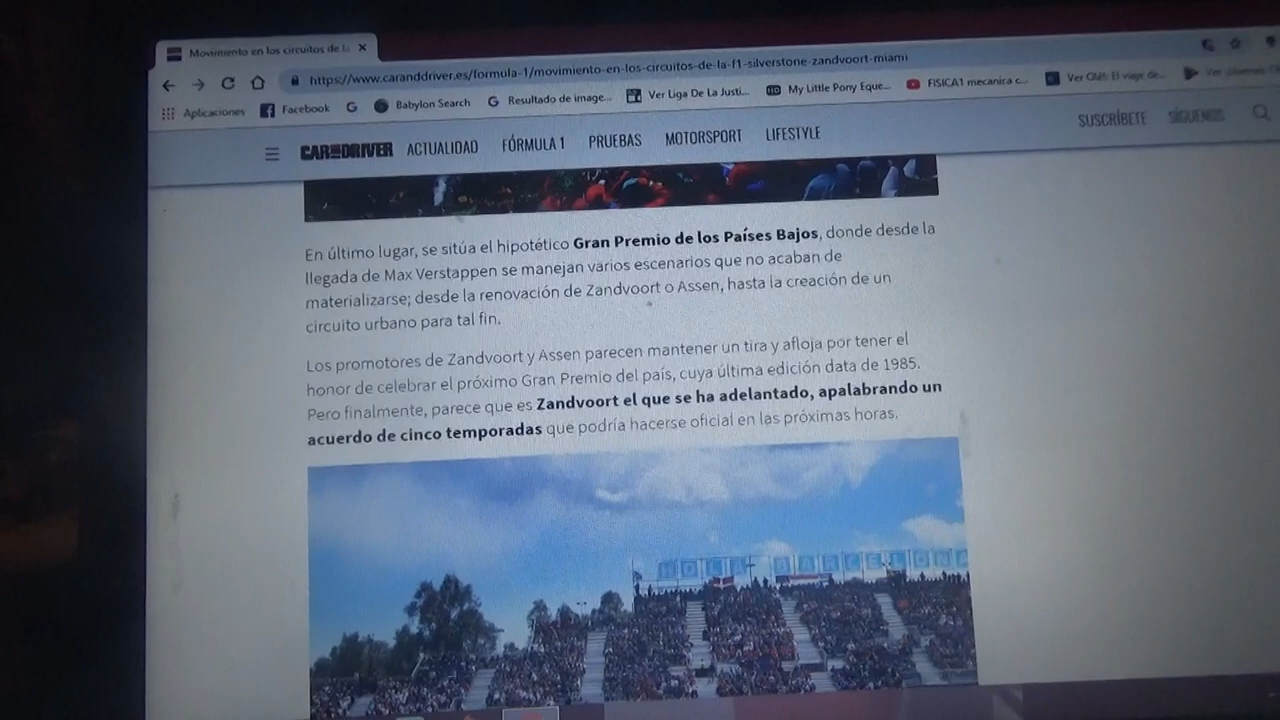 Movimiento en los circuitos de la
https://www.caranddriver.es/formula-1/movimiento-en-los-circuitos-de-la-f1-silverstone-zandvoort-miami
Aplicaciones Facebook Babylon Search Resultado de image... Ver Liga De La Justi... My Little Pony Eque... FISICA1 mecanica c... Ver El viaje de...
CAR AND DRIVER ACTUALIDAD FÓRMULA 1 PRUEBAS MOTORSPORT LIFESTYLE SUSCRÍBETE SÍGUENOS
En último lugar, se sitúa el hipotético Gran Premio de los Países Bajos, donde desde la
llegada de Max Verstappen se manejan varios escenarios que no acaban de
materializarse; desde la renovación de Zandvoort o Assen, hasta la creación de un
circuito urbano para tal fin.
Los promotores de Zandvoort y Assen parecen mantener un tira y afloja por tener el
honor de celebrar el próximo Gran Premio del país, cuya última edición data de 1985.
Pero finalmente, parece que es Zandvoort el que se ha adelantado, apalabrando un
acuerdo de cinco temporadas que podría hacerse oficial en las próximas horas.
HOLA BARCELONA